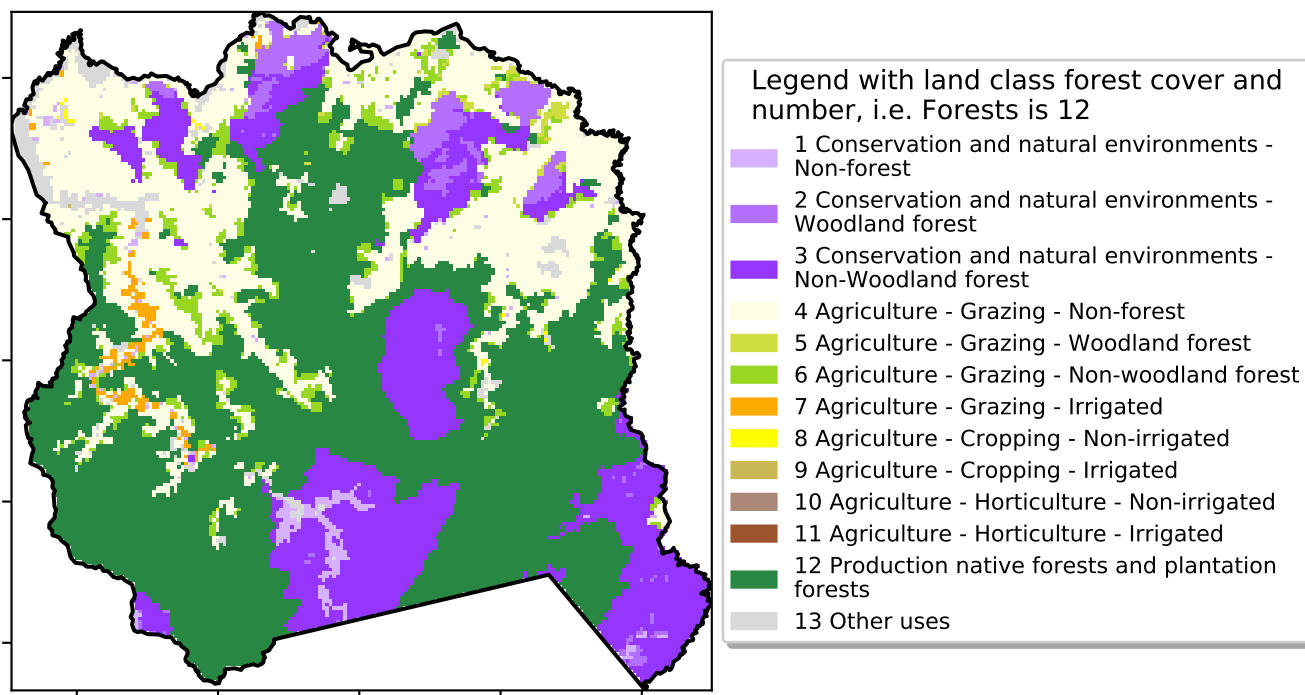 Legend with land class forest cover and
number, i.e. Forests is 12
1 Conservation and natural environments -
Non-forest
2 Conservation and natural environments -
Woodland forest
3 Conservation and natural environments -
Non-Woodland forest
4 Agriculture - Grazing - Non-forest
5 Agriculture - Grazing - Woodland forest
6 Agriculture - Grazing - Non-woodland forest
7 Agriculture - Grazing - Irrigated
8 Agriculture - Cropping - Non-irrigated
9 Agriculture - Cropping - Irrigated
10 Agriculture - Horticulture - Non-irrigated
11 Agriculture - Horticulture - Irrigated
12 Production native forests and plantation
forests
13 Other uses